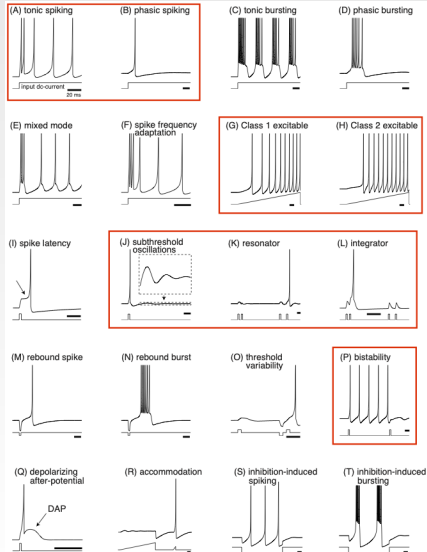 (A) tonic spiking
(B) phasic spiking
(C) tonic bursting
(D) phasic bursting
input dc-current
20 ms
(E) mixed mode
(F) spike frequency
adaptation
(G) Class 1 excitable
(H) Class 2 excitable
(I) spike latency
(J) subthreshold
oscillations
(K) resonator
(L) integrator
(M) rebound spike
(N) rebound burst
(O) threshold
variability
(P) bistability
(Q) depolarizing
after-potential
(R) accommodation
(S) inhibition-induced
spiking
(T) inhibition-induced
bursting
DAP